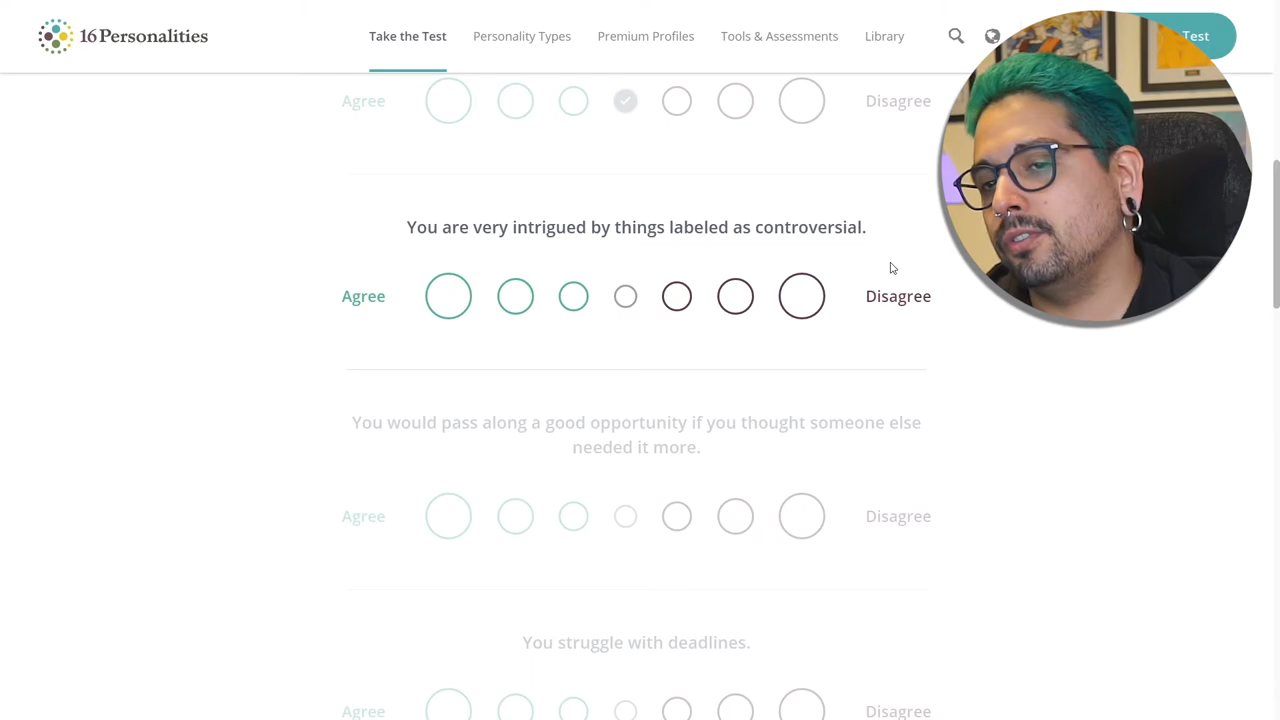 16Personalities
Take the Test
Personality Types
Premium Profiles
Tools & Assessments
Library
Test
Agree
Disagree
You are very intrigued by things labeled as controversial.
Agree
Disagree
You would pass along a good opportunity if you thought someone else
needed it more.
Agree
Disagree
You struggle with deadlines.
Agree
Disagree